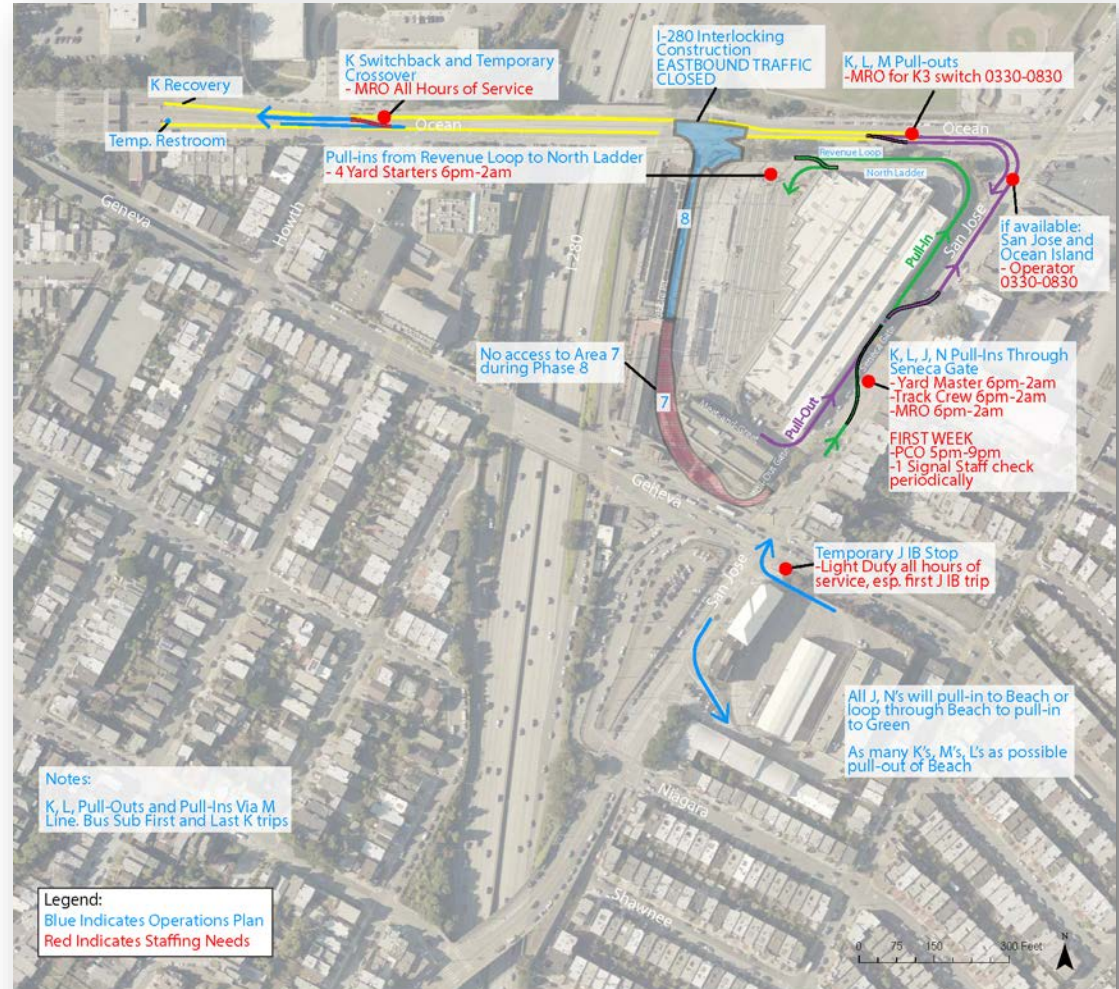 I-280 Interlocking
Construction
EASTBOUND TRAFFIC
CLOSED
K Switchback and Temporary
Crossover
- MRO All Hours of Service
K, L, M Pull-outs
-MRO for K3 switch 0330-0830
K Recovery
Temp. Restroom
Ocean
Ocean
Pull-ins from Revenue Loop to North Ladder
- 4 Yard Starters 6pm-2am
Revenue Loop
North Ladder
Geneva
Howth
I-280
8
San Jose
Pull-In
if available:
San Jose and
Ocean Island
- Operator
0330-0830
No access to Area 7
during Phase 8
7
Pull-Out
K, L, J, N Pull-Ins Through
Seneca Gate
-Yard Master 6pm-2am
-Track Crew 6pm-2am
-MRO 6pm-2am
FIRST WEEK
-PCO 5pm-9pm
-1 Signal Staff check
periodically
Geneva
San Jose
Temporary J IB Stop
-Light Duty all hours of
service, esp. first J IB trip
All J, N's will pull-in to Beach or
loop through Beach to pull-in
to Green
As many K's, M's, L's as possible
pull-out of Beach
Notes:
K, L, Pull-Outs and Pull-Ins Via M
Line. Bus Sub First and Last K trips
Niagara
Shawnee
Legend:
Blue Indicates Operations Plan
Red Indicates Staffing Needs
0 75 150 300 Feet
N